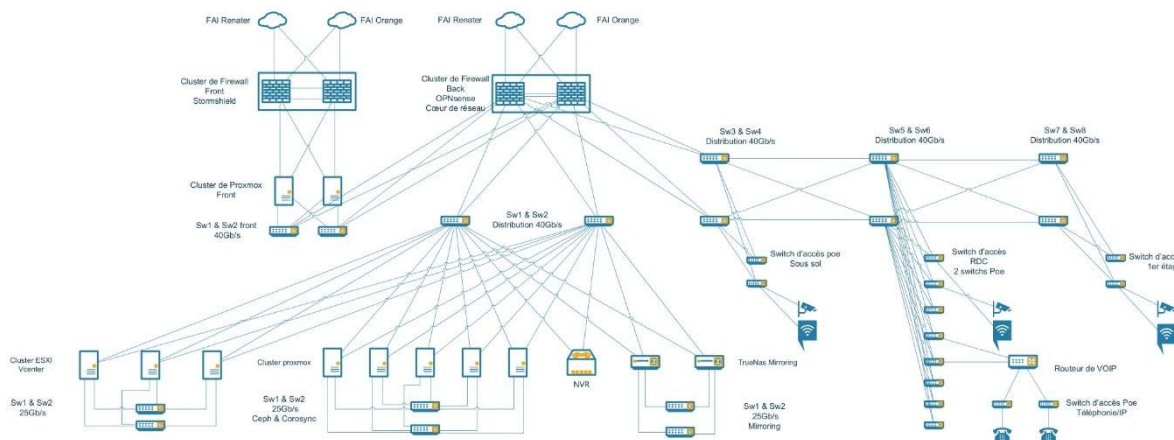 FAI Renater
FAI Orange
FAI Renater
FAI Orange
Cluster de Firewall
Front
Stormshield
Cluster de Firewall
Back
OPNsense
Cœur de réseau
Sw3 & Sw4
Distribution 40Gb/s
Sw5 & Sw6
Distribution 40Gb/s
Sw7 & Sw8
Distribution 40Gb/s
Cluster de Proxmox
Front
Sw1 & Sw2 front
40Gb/s
Sw1 & Sw2
Distribution 40Gb/s
Switch d'accès poe
Sous sol
Switch d'accès
RDC
2 switchs Poe
Switch d'acc
1er étag
Cluster ESXI
Vcenter
Cluster proxmox
NVR
TrueNas Mirroring
Routeur de VOIP
Sw1 & Sw2
25Gb/s
Sw1 & Sw2
25Gb/s
Ceph & Corosync
Sw1 & Sw2
25Gb/s
Mirroring
Switch d'accès Poe
Téléphonie/IP